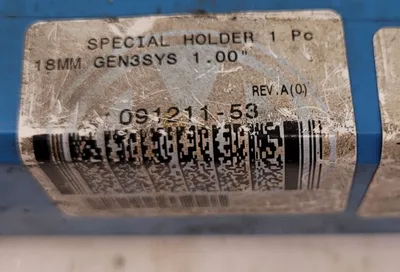 SPECIAL HOLDER 1 Pc
18MM GEN3SYS 1.00"
REV.A(0)
091211-53